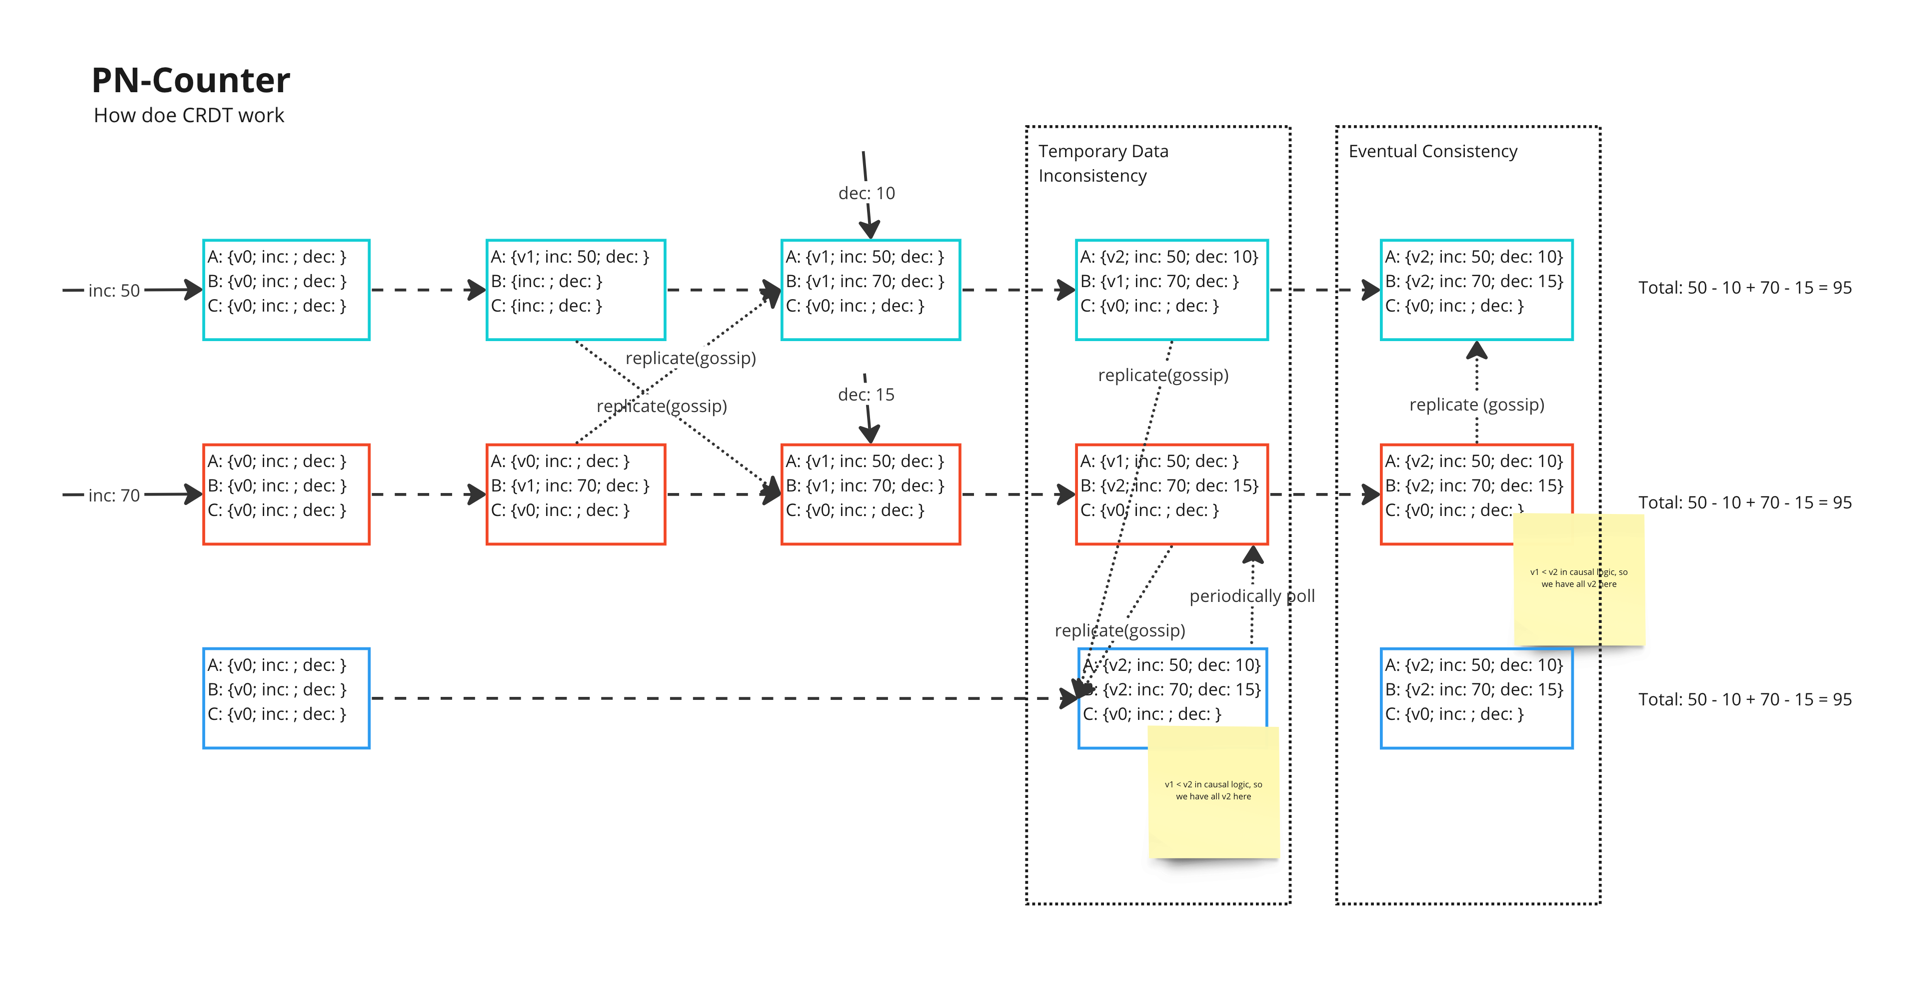 PN-Counter
How doe CRDT work
Temporary Data
Inconsistency
Eventual Consistency
dec: 10
inc: 50
A: {v0; inc: ; dec: }
B: {v0; inc: ; dec: }
C: {v0; inc: ; dec: }
A: {v1; inc: 50; dec: }
B: {inc: ; dec: }
C: {inc: ; dec: }
A: {v1; inc: 50; dec: }
B: {v1; inc: 70; dec: }
C: {v0; inc: ; dec: }
A: {v2; inc: 50; dec: 10}
B: {v1; inc: 70; dec: }
C: {v0; inc: ; dec: }
A: {v2; inc: 50; dec: 10}
B: {v2; inc: 70; dec: 15}
C: {v0; inc: ; dec: }
Total: 50 - 10 + 70 - 15 = 95
replicate(gossip)
replicate(gossip)
dec: 15
replicate(gossip)
replicate (gossip)
inc: 70
A: {v0; inc: ; dec: }
B: {v0; inc: ; dec: }
C: {v0; inc: ; dec: }
A: {v0; inc: ; dec: }
B: {v1; inc: 70; dec: }
C: {v0; inc: ; dec: }
A: {v1; inc: 50; dec: }
B: {v1; inc: 70; dec: }
C: {v0; inc: ; dec: }
A: {v1; inc: 50; dec: }
B: {v2; inc: 70; dec: 15}
C: {v0; inc: ; dec: }
A: {v2; inc: 50; dec: 10}
B: {v2; inc: 70; dec: 15}
C: {v0; inc: ; dec: }
Total: 50 - 10 + 70 - 15 = 95
v1 < v2 in causal logic, so
we have all v2 here
periodically poll
replicate(gossip)
A: {v0; inc: ; dec: }
B: {v0; inc: ; dec: }
C: {v0; inc: ; dec: }
A: {v2; inc: 50; dec: 10}
B: {v2: inc: 70; dec: 15}
C: {v0; inc: ; dec: }
A: {v2; inc: 50; dec: 10}
B: {v2; inc: 70; dec: 15}
C: {v0; inc: ; dec: }
Total: 50 - 10 + 70 - 15 = 95
v1 < v2 in causal logic, so
we have all v2 here